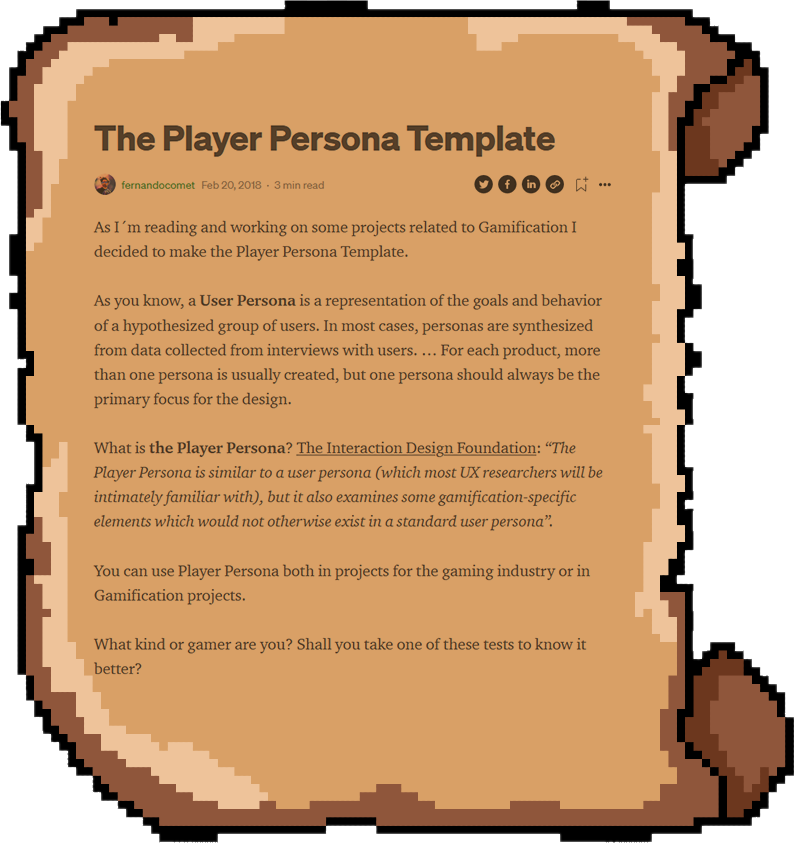 The Player Persona Template
fernandocomet Feb 20, 2018 · 3 min read
As I´m reading and working on some projects related to Gamification I
decided to make the Player Persona Template.
As you know, a User Persona is a representation of the goals and behavior
of a hypothesized group of users. In most cases, personas are synthesized
from data collected from interviews with users. … For each product, more
than one persona is usually created, but one persona should always be the
primary focus for the design.
What is the Player Persona? The Interaction Design Foundation: “The
Player Persona is similar to a user persona (which most UX researchers will be
intimately familiar with), but it also examines some gamification-specific
elements which would not otherwise exist in a standard user persona”.
You can use Player Persona both in projects for the gaming industry or in
Gamification projects.
What kind or gamer are you? Shall you take one of these tests to know it
better?